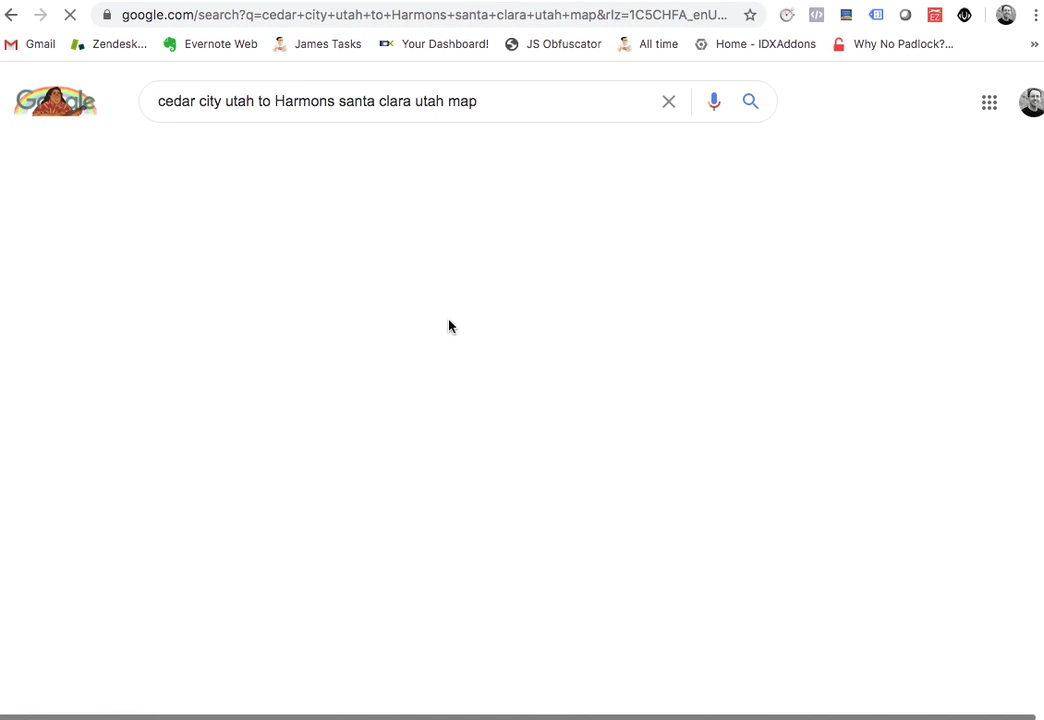 google.com/search?q=cedar+city+utah+to+Harmons+santa+clara+utah+map&rlz=1C5CHFA_enU...
Gmail Zendesk... Evernote Web James Tasks Your Dashboard! JS Obfuscator All time Home - IDXAddons Why No Padlock?... »
Google cedar city utah to Harmons santa clara utah map